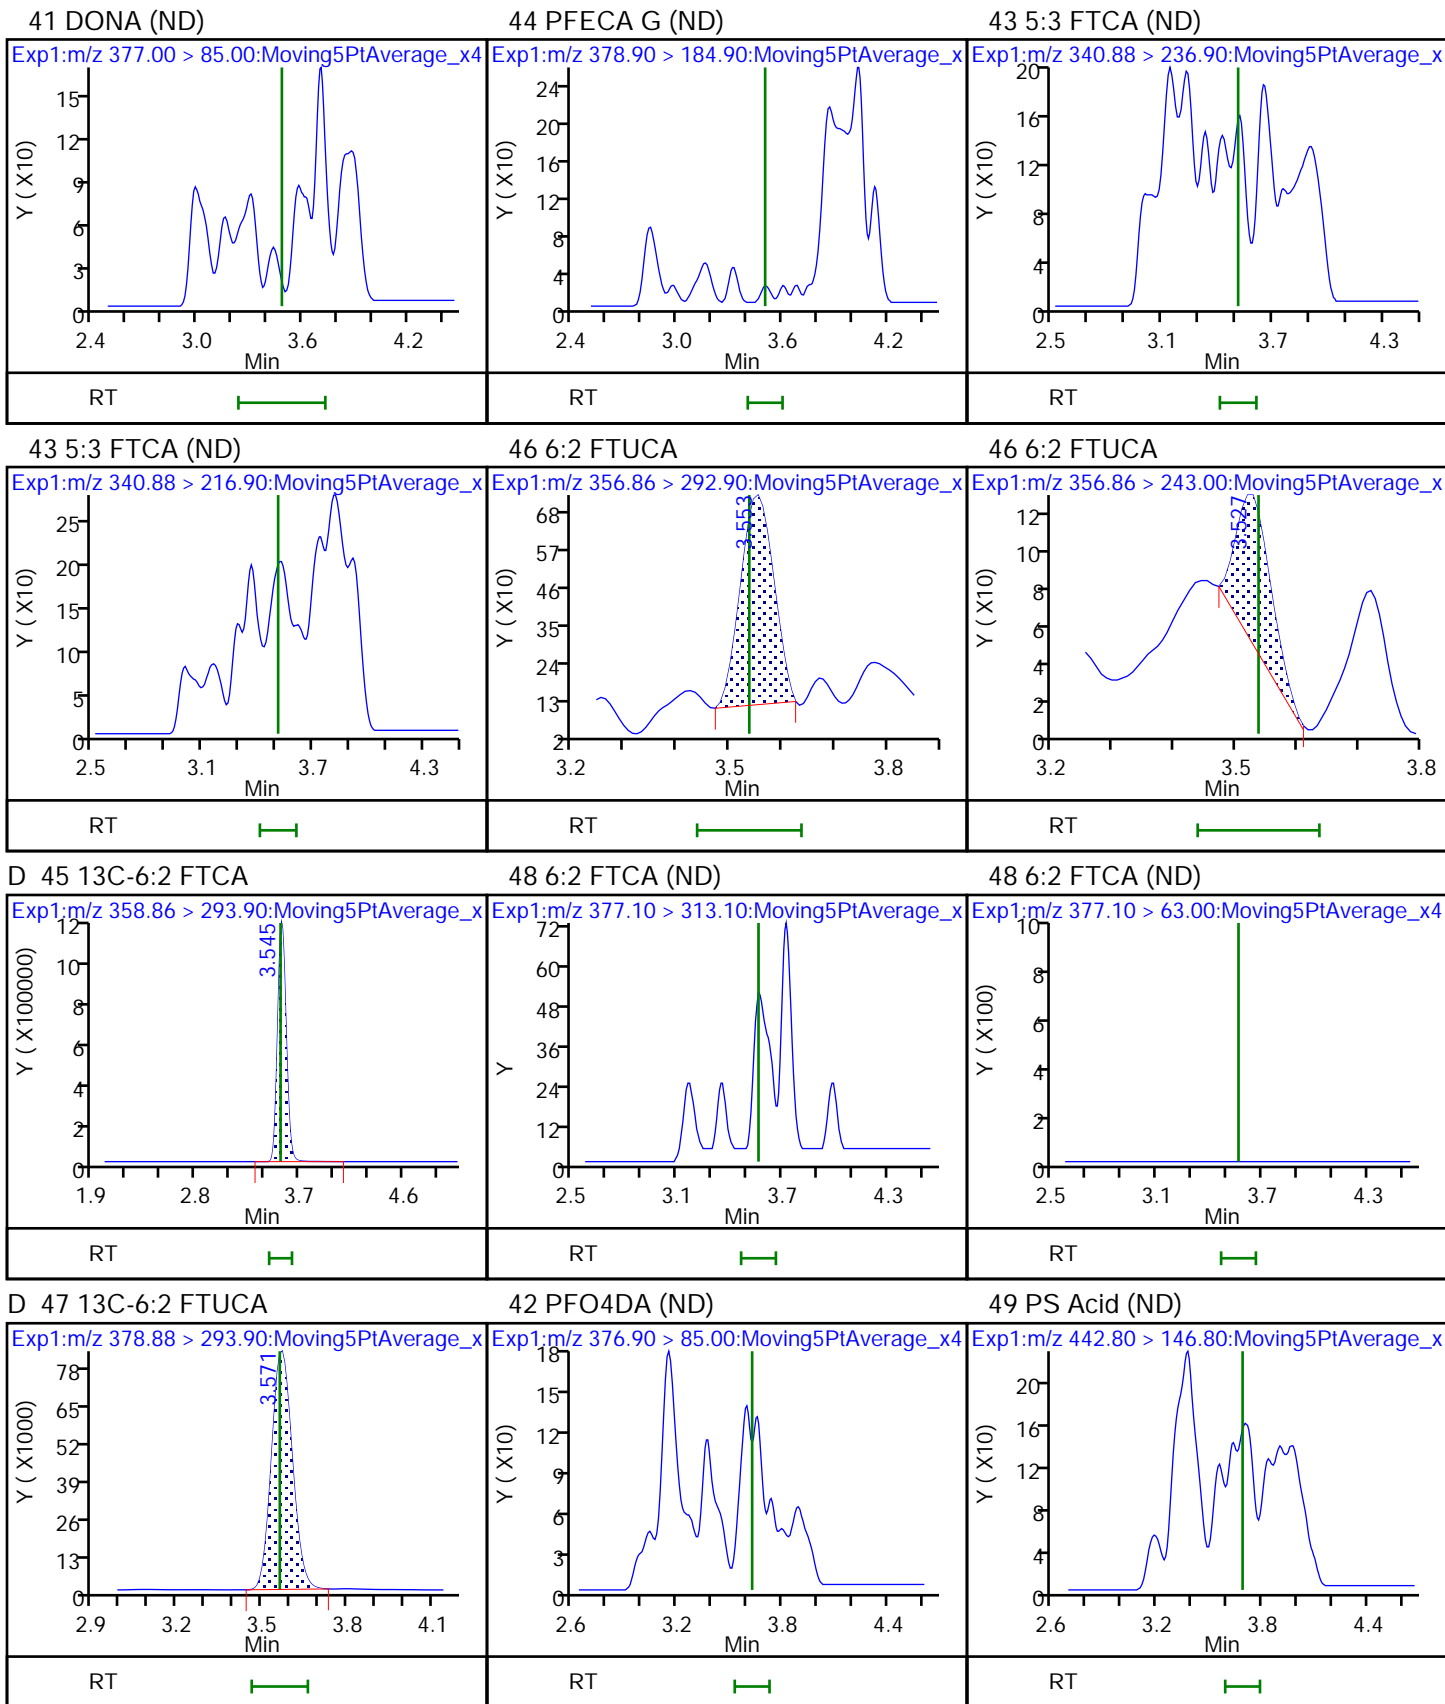 41 DONA (ND)
Exp1:m/z 377.00 > 85.00:Moving5PtAverage_x4
Y ( X10)
15
12
9
6
3
0
2.4 3.0 3.6 4.2
Min
RT
44 PFECA G (ND)
Exp1:m/z 378.90 > 184.90:Moving5PtAverage_x
Y ( X10)
24
20
16
12
8
4
0
2.4 3.0 3.6 4.2
Min
RT
43 5:3 FTCA (ND)
Exp1:m/z 340.88 > 236.90:Moving5PtAverage_x
Y ( X10)
20
16
12
8
4
0
2.5 3.1 3.7 4.3
Min
RT
43 5:3 FTCA (ND)
Exp1:m/z 340.88 > 216.90:Moving5PtAverage_x
Y ( X10)
25
20
15
10
5
0
2.5 3.1 3.7 4.3
Min
RT
46 6:2 FTUCA
Exp1:m/z 356.86 > 292.90:Moving5PtAverage_x
3.553
Y ( X10)
68
57
46
35
24
13
2
3.2 3.5 3.8
Min
RT
46 6:2 FTUCA
Exp1:m/z 356.86 > 243.00:Moving5PtAverage_x
3.527
Y ( X10)
12
10
8
6
4
2
0
3.2 3.5 3.8
Min
RT
D 45 13C-6:2 FTCA
Exp1:m/z 358.86 > 293.90:Moving5PtAverage_x
3.545
Y ( X100000)
12
10
8
6
4
2
0
1.9 2.8 3.7 4.6
Min
RT
48 6:2 FTCA (ND)
Exp1:m/z 377.10 > 313.10:Moving5PtAverage_x
Y
72
60
48
36
24
12
0
2.5 3.1 3.7 4.3
Min
RT
48 6:2 FTCA (ND)
Exp1:m/z 377.10 > 63.00:Moving5PtAverage_x4
Y ( X100)
10
8
6
4
2
0
2.5 3.1 3.7 4.3
Min
RT
D 47 13C-6:2 FTUCA
Exp1:m/z 378.88 > 293.90:Moving5PtAverage_x
3.571
Y ( X1000)
78
65
52
39
26
13
0
2.9 3.2 3.5 3.8 4.1
Min
RT
42 PFO4DA (ND)
Exp1:m/z 376.90 > 85.00:Moving5PtAverage_x4
Y ( X10)
18
15
12
9
6
3
0
2.6 3.2 3.8 4.4
Min
RT
49 PS Acid (ND)
Exp1:m/z 442.80 > 146.80:Moving5PtAverage_x
Y ( X10)
20
16
12
8
4
0
2.6 3.2 3.8 4.4
Min
RT